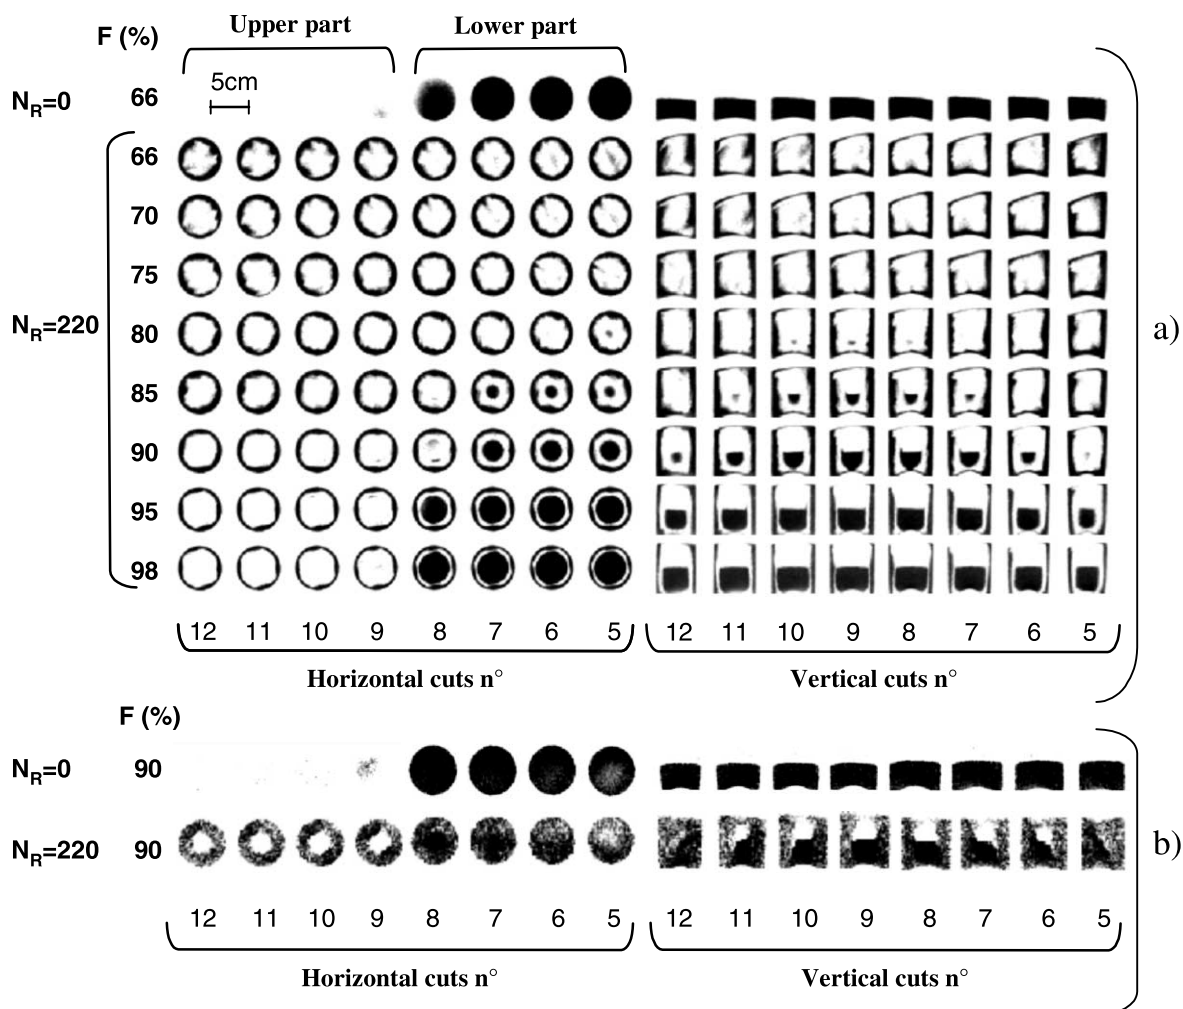 Upper part Lower part
F (%)
5cm
N_R=0 66
66
70
75
N_R=220 80
85
90
95
98
a)
12 11 10 9 8 7 6 5 12 11 10 9 8 7 6 5
Horizontal cuts n° Vertical cuts n°
F (%)
N_R=0 90
N_R=220 90
b)
12 11 10 9 8 7 6 5 12 11 10 9 8 7 6 5
Horizontal cuts n° Vertical cuts n°